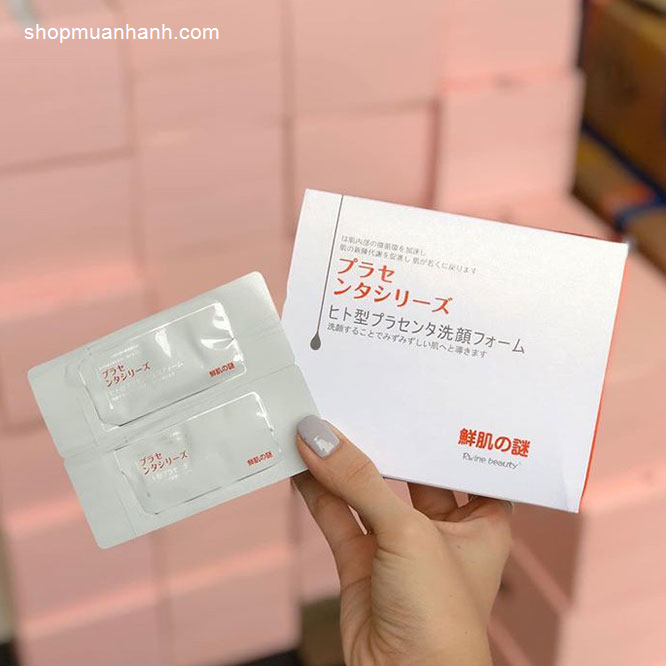 shopmuanhanh.com
は肌内部の微循環を加速し
肌の新陳代謝を促進し 肌が若くに戻ります
プラセ
ンタシリーズ
ヒト型プラセンタ洗顔フォーム
洗顔することでみずみずしい肌へと導きます
鮮肌の謎
Rwine beauty
プラセ
ンタシリーズ
鮮肌の謎
プラセ
ンタシリーズ
鮮肌の謎